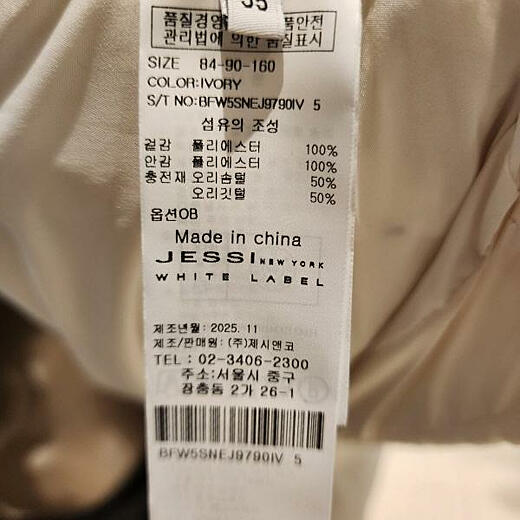 55
품질경영 품안전
관리법에 의한 품질표시
SIZE 84-90-160
COLOR:IVORY
S/T NO:BFW5SNEJ9790IV 5
섬유의 조성
겉감 폴리에스터 100%
안감 폴리에스터 100%
충전재 오리솜털 50%
오리깃털 50%
옵션OB
Made in china
JESSI NEW YORK
WHITE LABEL
제조년월: 2025. 11
제조/판매원: (주)제시앤코
TEL : 02-3406-2300
주소:서울시 중구
장충동 2가 26-1
BFW5SNEJ9790IV 5